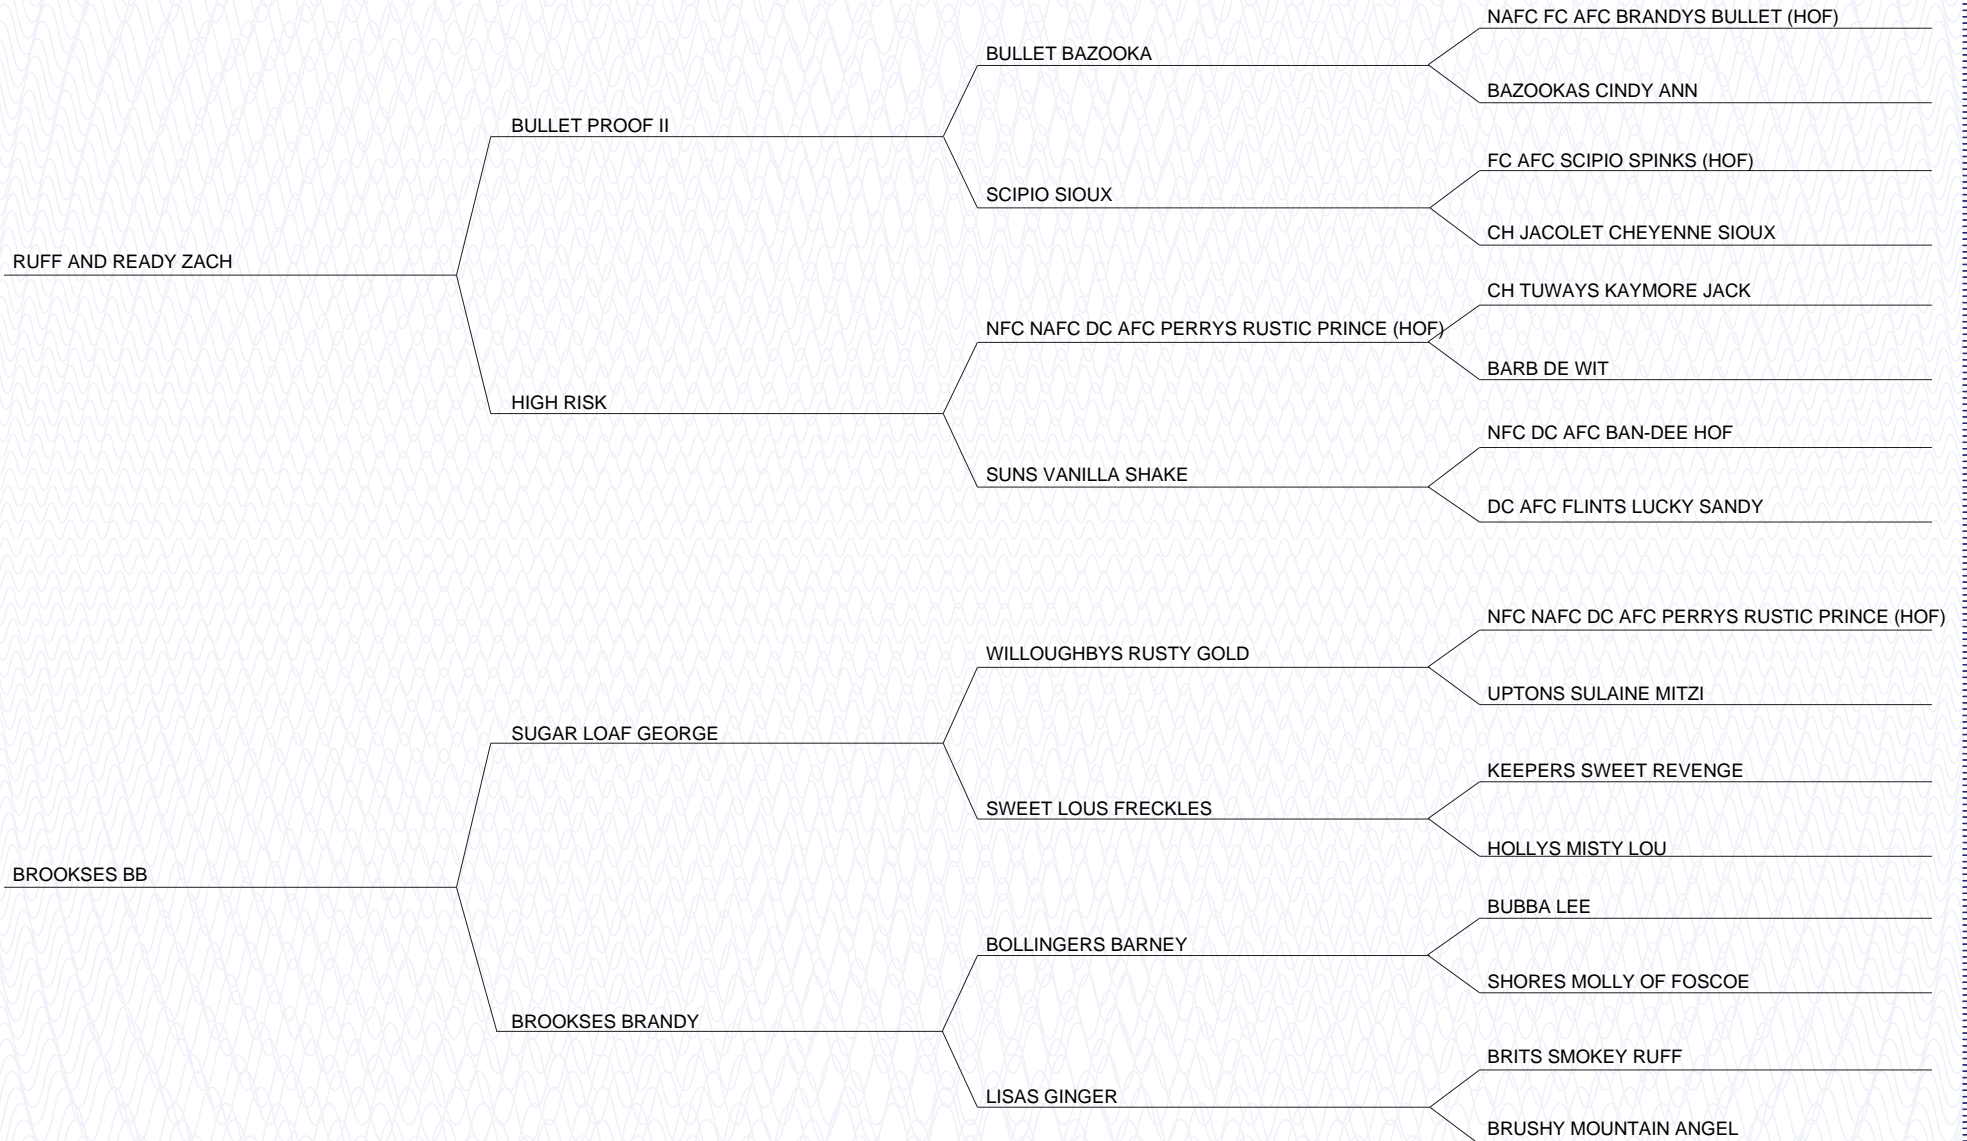 NAFC FC AFC BRANDYS BULLET (HOF)
BULLET BAZOOKA
BAZOOKAS CINDY ANN
BULLET PROOF II
FC AFC SCIPIO SPINKS (HOF)
SCIPIO SIOUX
CH JACOLET CHEYENNE SIOUX
RUFF AND READY ZACH
CH TUWAYS KAYMORE JACK
NFC NAFC DC AFC PERRYS RUSTIC PRINCE (HOF)
BARB DE WIT
HIGH RISK
NFC DC AFC BAN-DEE HOF
SUNS VANILLA SHAKE
DC AFC FLINTS LUCKY SANDY
NFC NAFC DC AFC PERRYS RUSTIC PRINCE (HOF)
WILLOUGHBYS RUSTY GOLD
UPTONS SULAINE MITZI
SUGAR LOAF GEORGE
KEEPERS SWEET REVENGE
SWEET LOUS FRECKLES
HOLLYS MISTY LOU
BROOKSES BB
BUBBA LEE
BOLLINGERS BARNEY
SHORES MOLLY OF FOSCOE
BROOKSES BRANDY
BRITS SMOKEY RUFF
LISAS GINGER
BRUSHY MOUNTAIN ANGEL